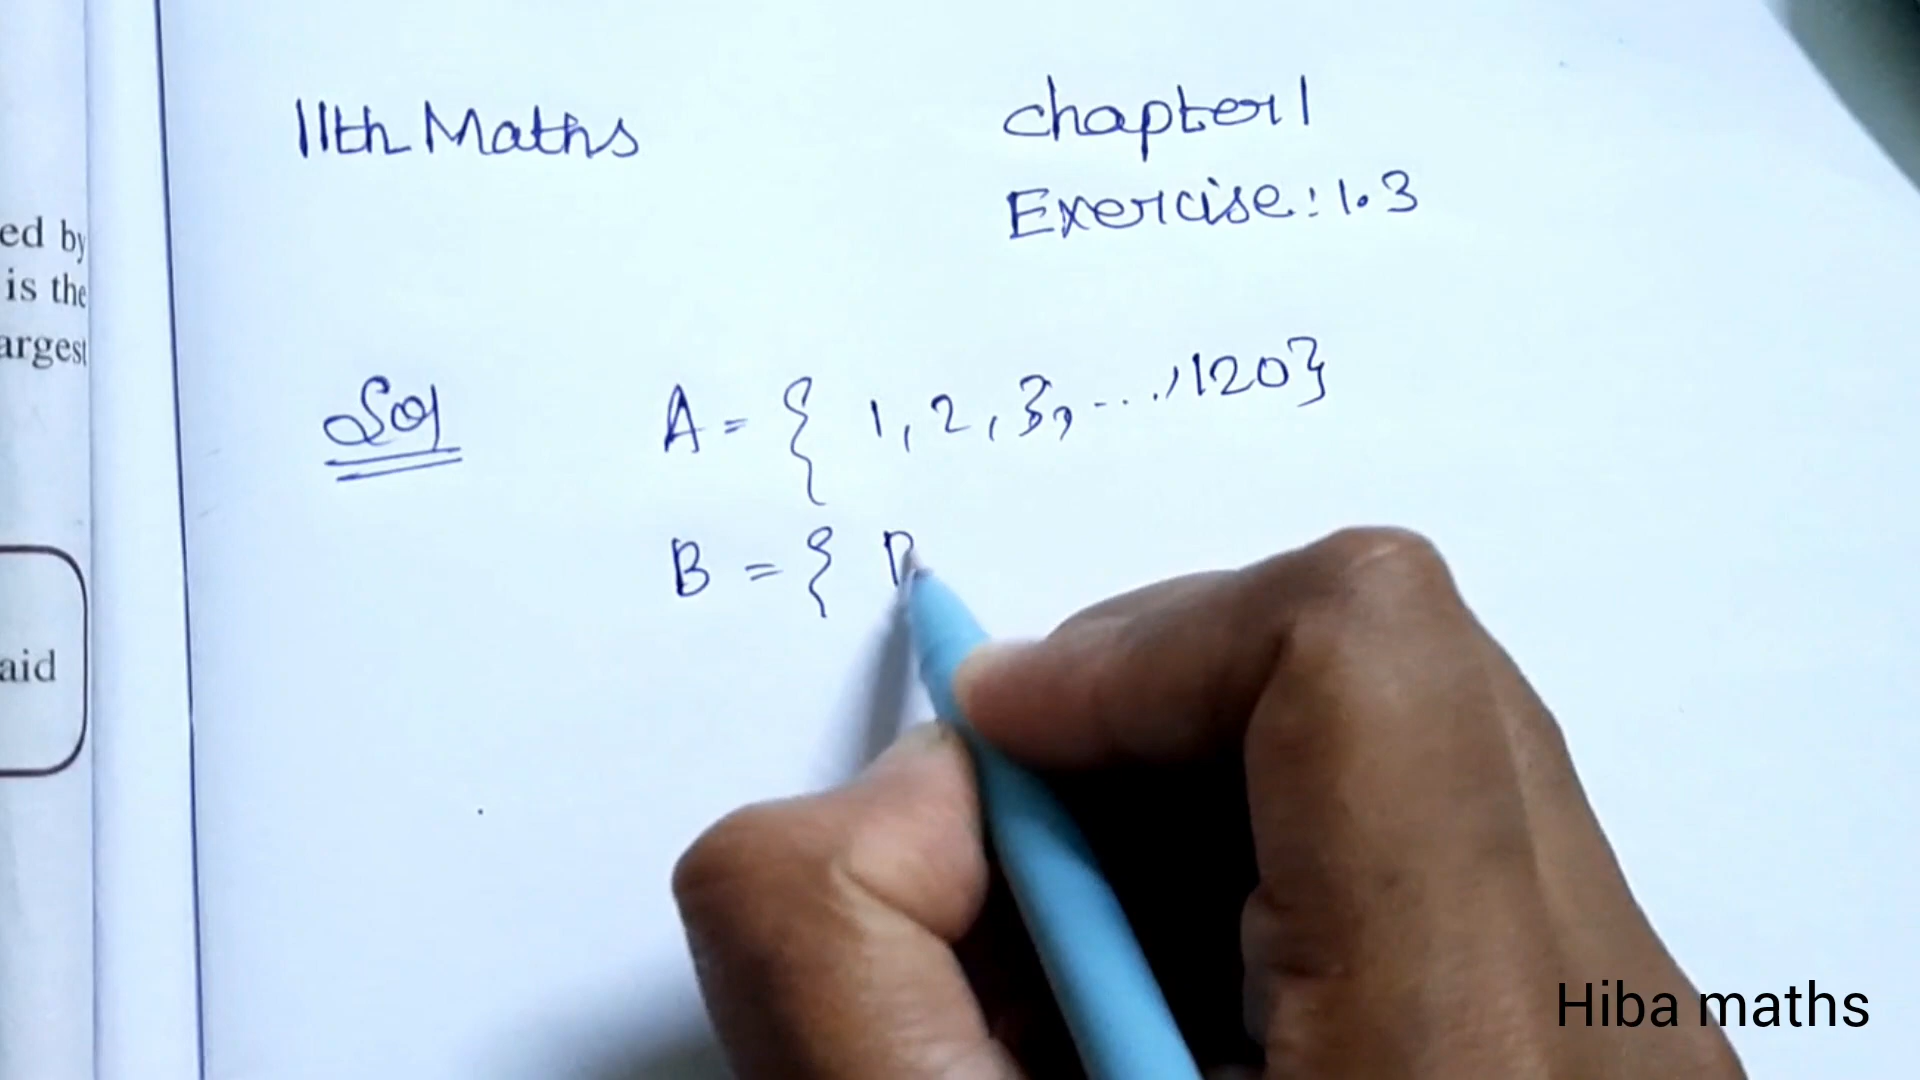 11th Maths
chapter 1
Exercise: 1.3
ed by
is the
argest
Sol
A = { 1, 2, 3, ..., 120}
B = {
aid
Hiba maths